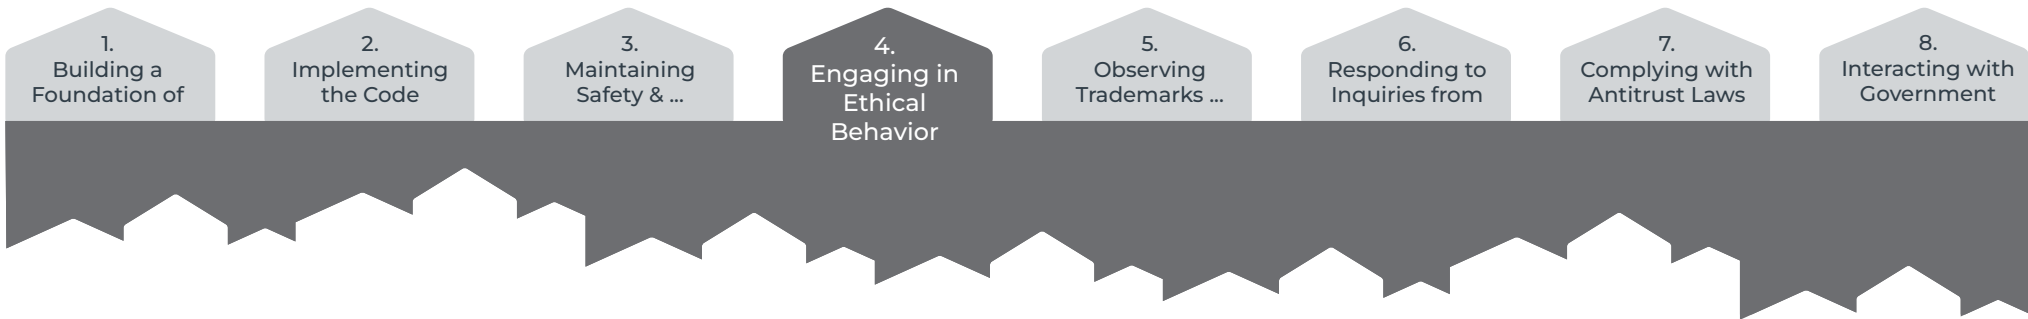 1.
Building a
Foundation of
2.
Implementing
the Code
3.
Maintaining
Safety & ...
4.
Engaging in
Ethical
Behavior
5.
Observing
Trademarks ...
6.
Responding to
Inquiries from
7.
Complying with
Antitrust Laws
8.
Interacting with
Government